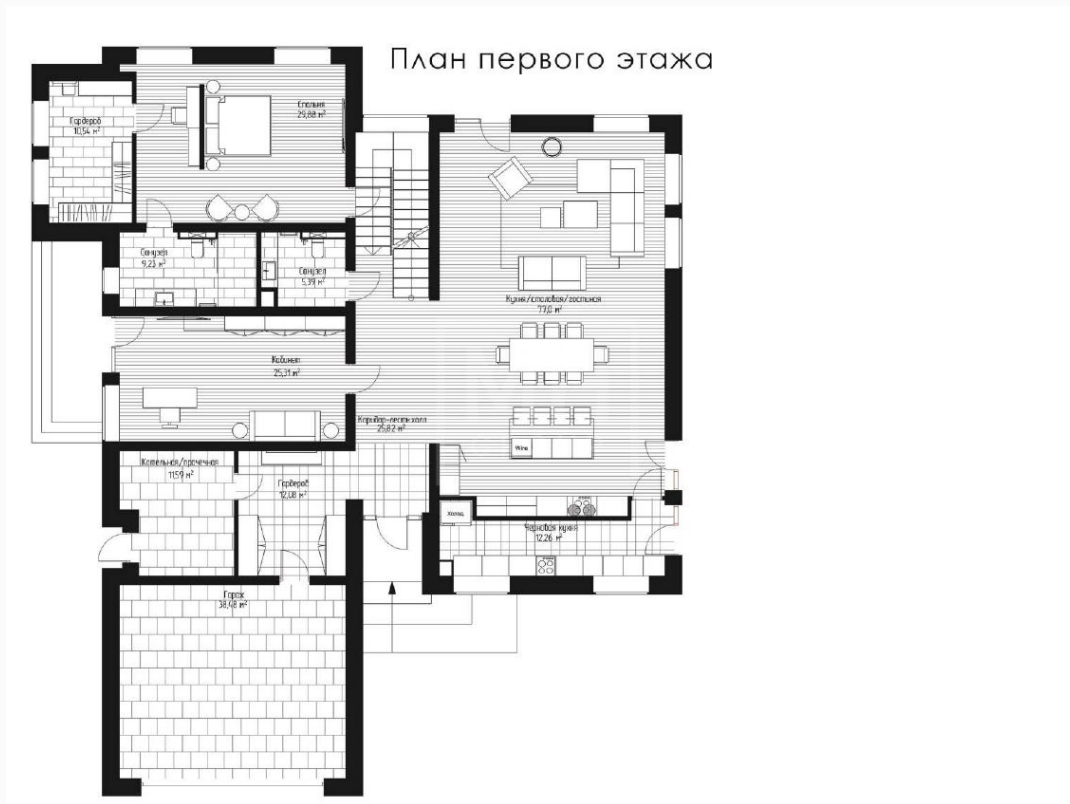 План первого этажа
Спальня
29,88 м²
Гардероб
10,54 м²
Санузел
9,23 м²
Санузел
5,39 м²
Кухня/столовая/гостиная
77,0 м²
Кабинет
25,31 м²
Коридор-лестн.холл
25,82 м²
Wine
Котельная/прачечная
11,59 м²
Гардероб
12,08 м²
Холод.
Черновая кухня
12,26 м²
Гараж
38,48 м²